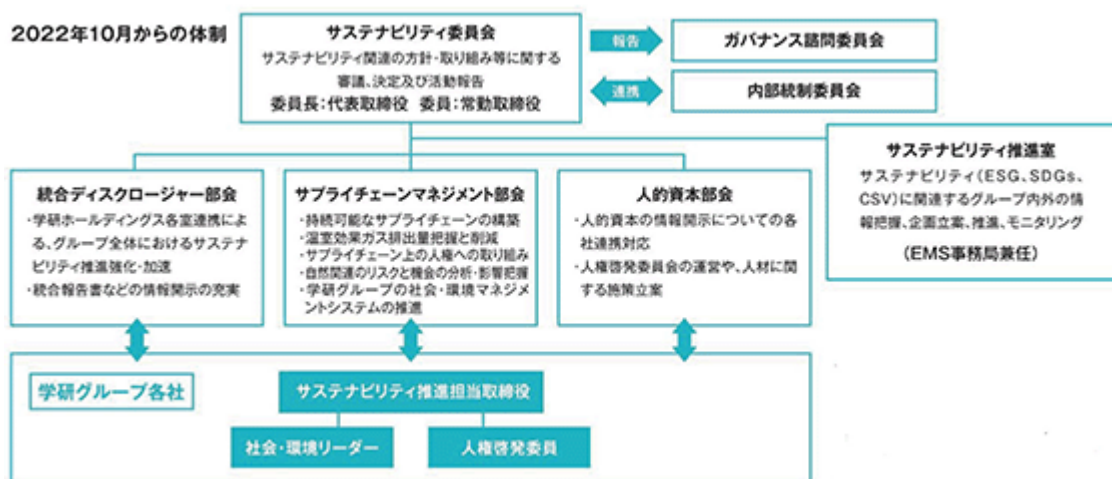 2022年10月からの体制
サステナビリティ委員会
サステナビリティ関連の方針・取り組み等に関する
審議、決定及び活動報告
委員長：代表取締役 委員：常勤取締役
報告
ガバナンス諮問委員会
連携
内部統制委員会
サステナビリティ推進室
サステナビリティ（ESG、SDGs、
CSV）に関連するグループ内外の情
報把握、企画立案、推進、モニタリング
（EMS事務局兼任）
統合ディスクロージャー部会
・学研ホールディングス各室連携によ
る、グループ全体におけるサステナ
ビリティ推進強化・加速
・統合報告書などの情報開示の充実
サプライチェーンマネジメント部会
・持続可能なサプライチェーンの構築
・温室効果ガス排出量把握と削減
・サプライチェーン上の人権への取り組み
・自然関連のリスクと機会の分析・影響把握
・学研グループの社会・環境マネジメ
ントシステムの推進
人的資本部会
・人的資本の情報開示についての各
社連携対応
・人権啓発委員会の運営や、人材に関
する施策立案
学研グループ各社
サステナビリティ推進担当取締役
社会・環境リーダー
人権啓発委員